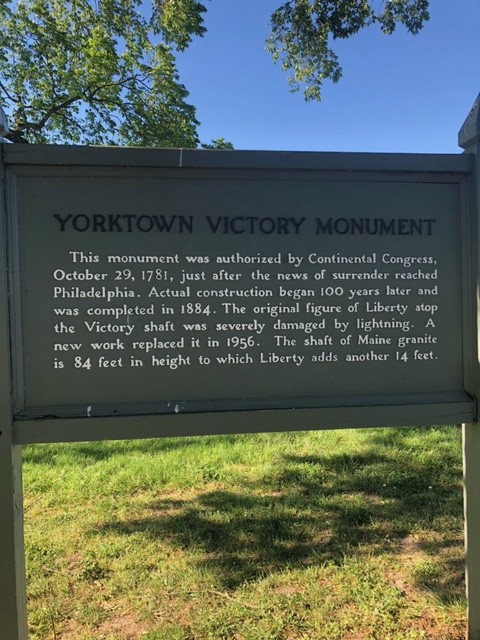 YORKTOWN VICTORY MONUMENT
This monument was authorized by Continental Congress,
October 29, 1781, just after the news of surrender reached
Philadelphia. Actual construction began 100 years later and
was completed in 1884. The original figure of Liberty atop
the Victory shaft was severely damaged by lightning. A
new work replaced it in 1956. The shaft of Maine granite
is 84 feet in height to which Liberty adds another 14 feet.